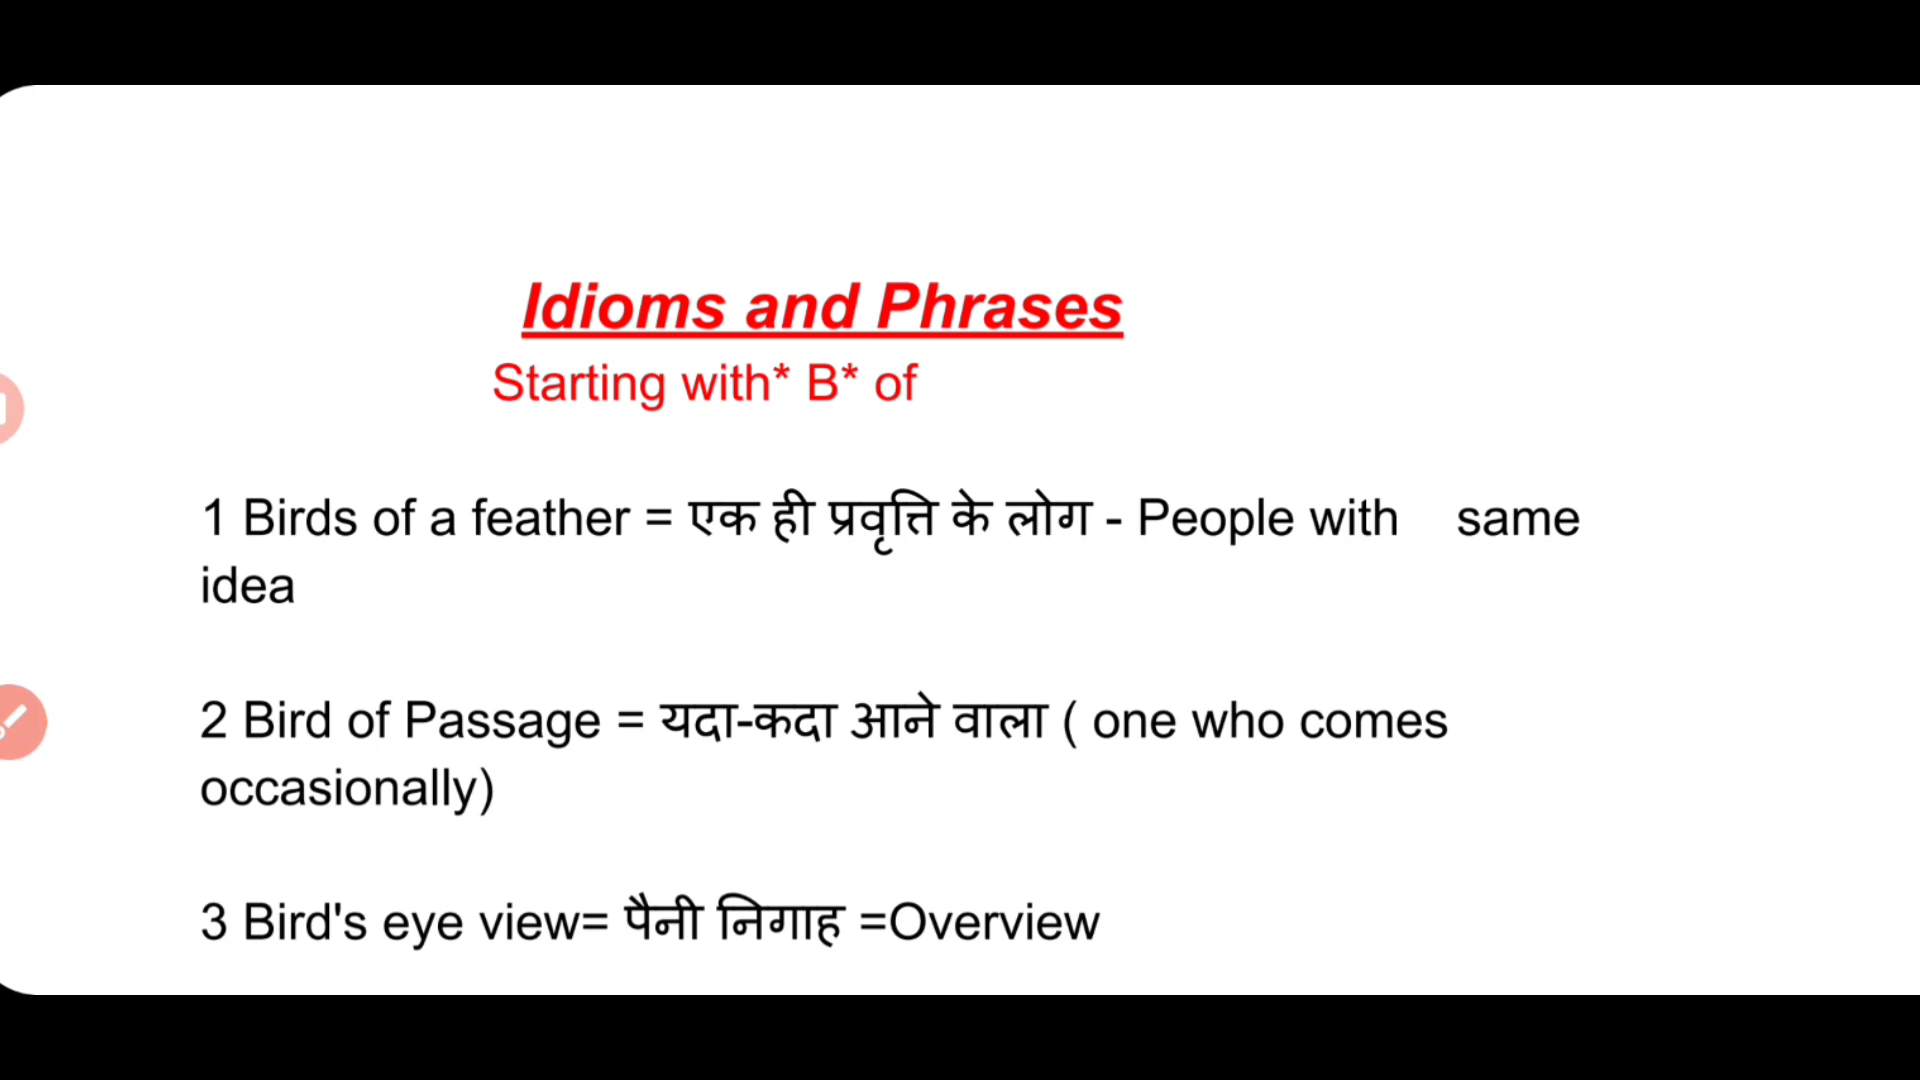 Idioms and Phrases
Starting with* B* of
1 Birds of a feather = एक ही प्रवृत्ति के लोग - People with same
idea
2 Bird of Passage = यदा-कदा आने वाला ( one who comes
occasionally)
3 Bird's eye view= पैनी निगाह =Overview